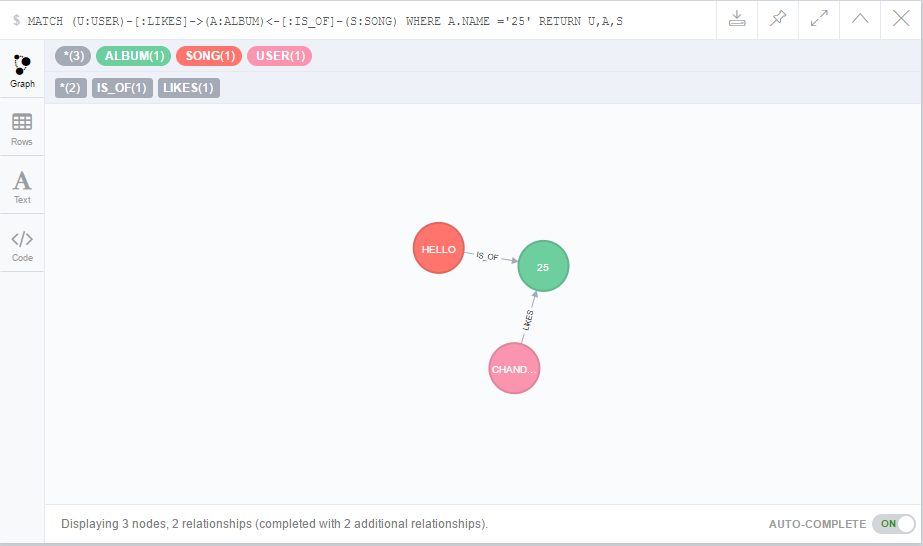 $ MATCH (U:USER)-[:LIKES]->(A:ALBUM)<-[:IS_OF]-(S:SONG) WHERE A.NAME ='25' RETURN U,A,S
*(3) ALBUM(1) SONG(1) USER(1)
*(2) IS_OF(1) LIKES(1)
Graph
Rows
Text
Code
HELLO
IS_OF
25
LIKES
CHAND...
Displaying 3 nodes, 2 relationships (completed with 2 additional relationships).
AUTO-COMPLETE ON